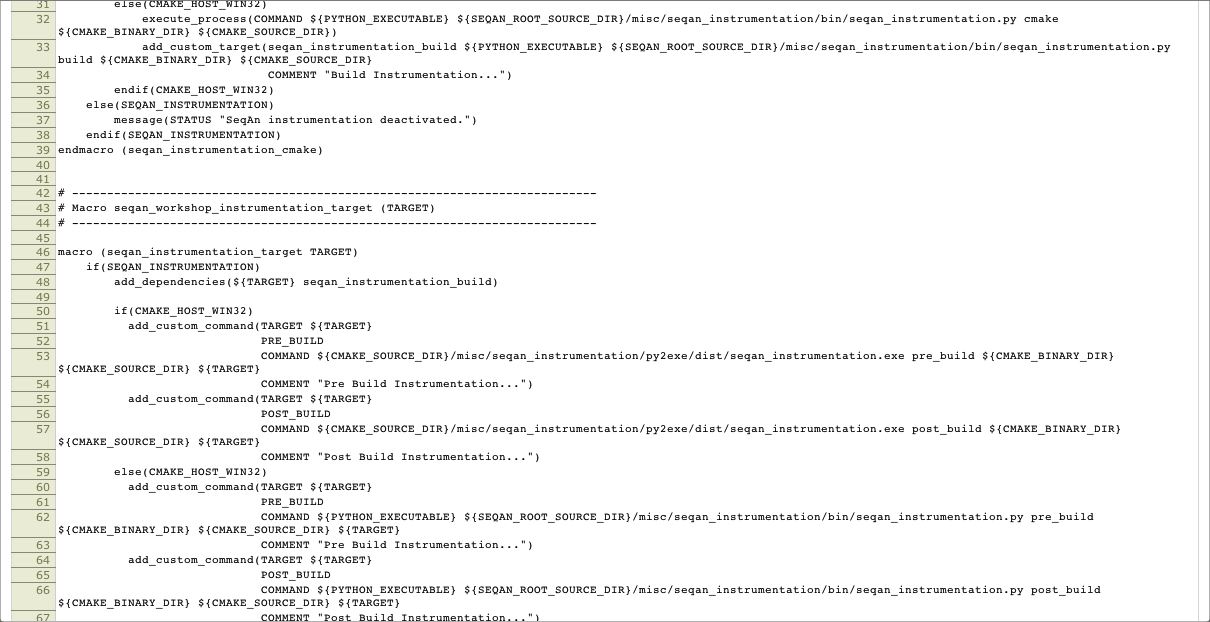 31         else(CMAKE_HOST_WIN32)
32             execute_process(COMMAND ${PYTHON_EXECUTABLE} ${SEQAN_ROOT_SOURCE_DIR}/misc/seqan_instrumentation/bin/seqan_instrumentation.py cmake
${CMAKE_BINARY_DIR} ${CMAKE_SOURCE_DIR})
33             add_custom_target(seqan_instrumentation_build ${PYTHON_EXECUTABLE} ${SEQAN_ROOT_SOURCE_DIR}/misc/seqan_instrumentation/bin/seqan_instrumentation.py
build ${CMAKE_BINARY_DIR} ${CMAKE_SOURCE_DIR}
34                               COMMENT "Build Instrumentation...")
35         endif(CMAKE_HOST_WIN32)
36     else(SEQAN_INSTRUMENTATION)
37         message(STATUS "SeqAn instrumentation deactivated.")
38     endif(SEQAN_INSTRUMENTATION)
39 endmacro (seqan_instrumentation_cmake)
40
41
42 # ---------------------------------------------------------------------------
43 # Macro seqan_workshop_instrumentation_target (TARGET)
44 # ---------------------------------------------------------------------------
45
46 macro (seqan_instrumentation_target TARGET)
47     if(SEQAN_INSTRUMENTATION)
48         add_dependencies(${TARGET} seqan_instrumentation_build)
49
50         if(CMAKE_HOST_WIN32)
51           add_custom_command(TARGET ${TARGET}
52                              PRE_BUILD
53                              COMMAND ${CMAKE_SOURCE_DIR}/misc/seqan_instrumentation/py2exe/dist/seqan_instrumentation.exe pre_build ${CMAKE_BINARY_DIR}
${CMAKE_SOURCE_DIR} ${TARGET}
54                              COMMENT "Pre Build Instrumentation...")
55           add_custom_command(TARGET ${TARGET}
56                              POST_BUILD
57                              COMMAND ${CMAKE_SOURCE_DIR}/misc/seqan_instrumentation/py2exe/dist/seqan_instrumentation.exe post_build ${CMAKE_BINARY_DIR}
${CMAKE_SOURCE_DIR} ${TARGET}
58                              COMMENT "Post Build Instrumentation...")
59         else(CMAKE_HOST_WIN32)
60           add_custom_command(TARGET ${TARGET}
61                              PRE_BUILD
62                              COMMAND ${PYTHON_EXECUTABLE} ${SEQAN_ROOT_SOURCE_DIR}/misc/seqan_instrumentation/bin/seqan_instrumentation.py pre_build
${CMAKE_BINARY_DIR} ${CMAKE_SOURCE_DIR} ${TARGET}
63                              COMMENT "Pre Build Instrumentation...")
64           add_custom_command(TARGET ${TARGET}
65                              POST_BUILD
66                              COMMAND ${PYTHON_EXECUTABLE} ${SEQAN_ROOT_SOURCE_DIR}/misc/seqan_instrumentation/bin/seqan_instrumentation.py post_build
${CMAKE_BINARY_DIR} ${CMAKE_SOURCE_DIR} ${TARGET}
67                              COMMENT "Post Build Instrumentation...")